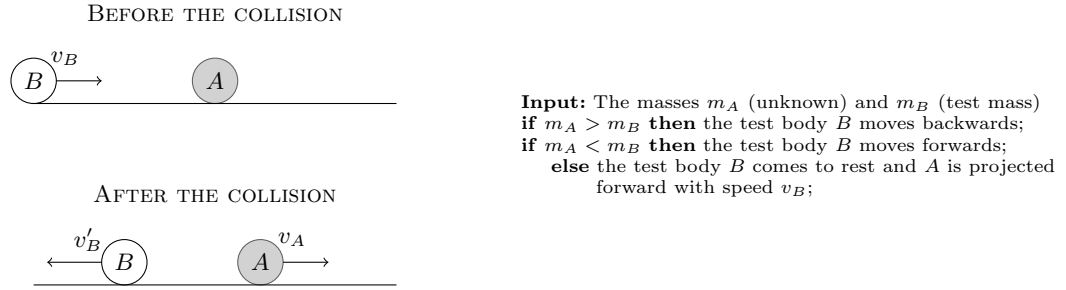 BEFORE THE COLLISION
v_B
B
A
AFTER THE COLLISION
v'_B
v_A
B
A
Input: The masses m_A (unknown) and m_B (test mass)
if m_A > m_B then the test body B moves backwards;
if m_A < m_B then the test body B moves forwards;
else the test body B comes to rest and A is projected
forward with speed v_B;